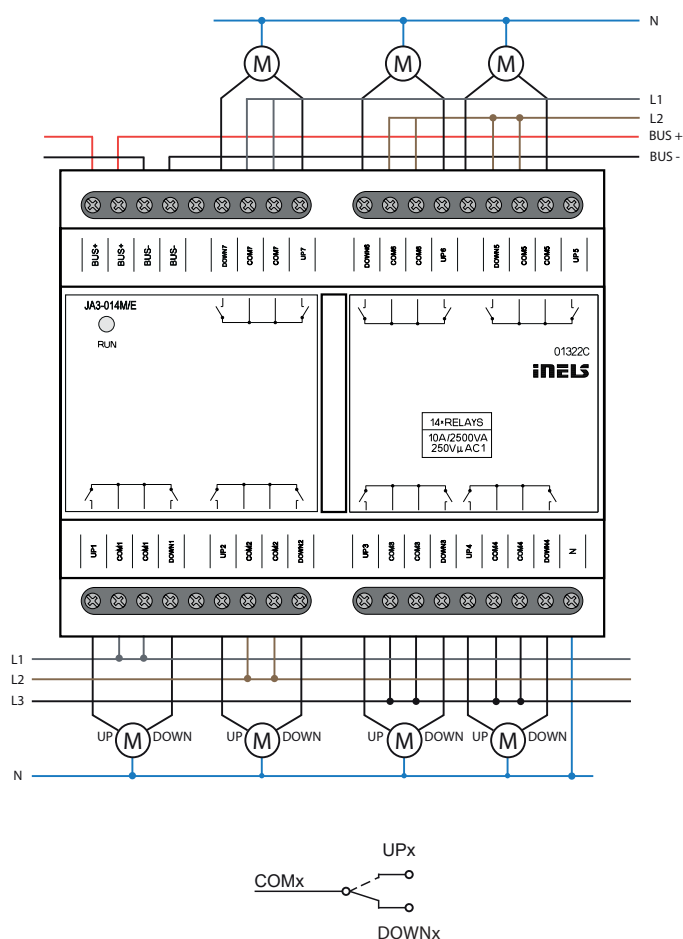 N
M M M
L1
L2
BUS +
BUS -
BUS+ BUS+ BUS- BUS- DOWN7 COM7 COM7 UP7 DOWN6 COM6 COM6 UP6 DOWN5 COM5 COM5 UP5
JA3-014M/E
RUN
01322C
iNELS
14•RELAYS
10A/2500VA
250Vμ AC1
UP1 COM1 COM1 DOWN1 UP2 COM2 COM2 DOWN2 UP3 COM3 COM3 DOWN3 UP4 COM4 COM4 DOWN4 N
L1
L2
L3
UP M DOWN UP M DOWN UP M DOWN UP M DOWN
N
UPx
COMx
DOWNx